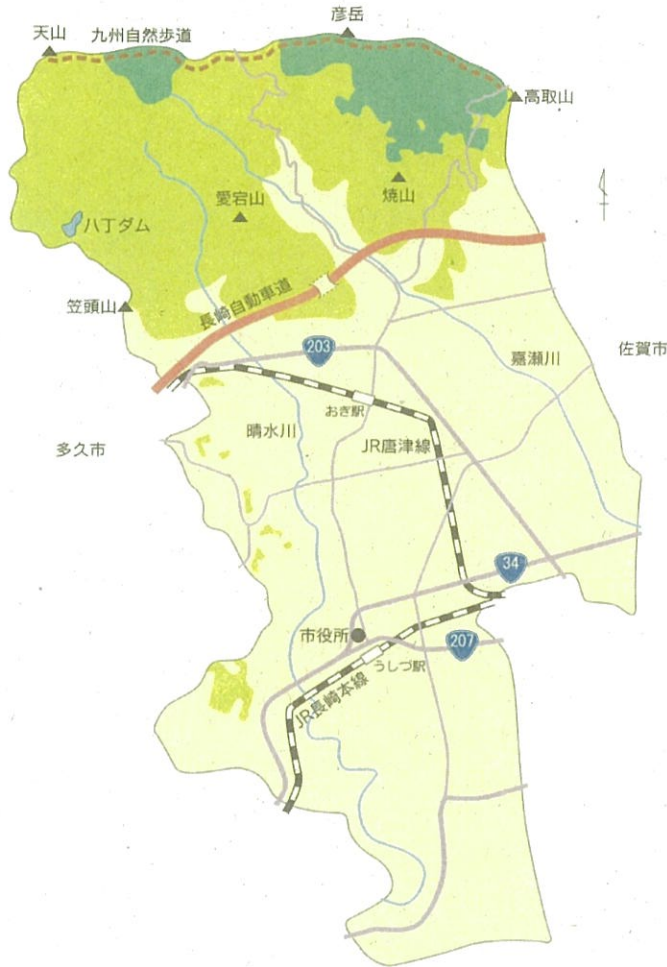 彦岳
天山
九州自然歩道
高取山
焼山
愛宕山
八丁ダム
長崎自動車道
笠頭山
203
嘉瀬川
佐賀市
おぎ駅
晴水川
JR唐津線
多久市
34
市役所
207
うしづ駅
JR長崎本線